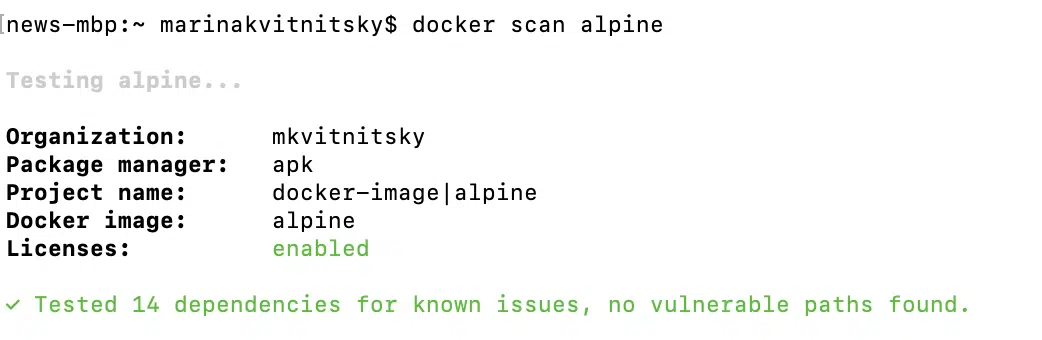 [news-mbp:~ marinakvitnitsky$ docker scan alpine
Testing alpine...
Organization: mkvitnitsky
Package manager: apk
Project name: docker-image|alpine
Docker image: alpine
Licenses: enabled
✓ Tested 14 dependencies for known issues, no vulnerable paths found.